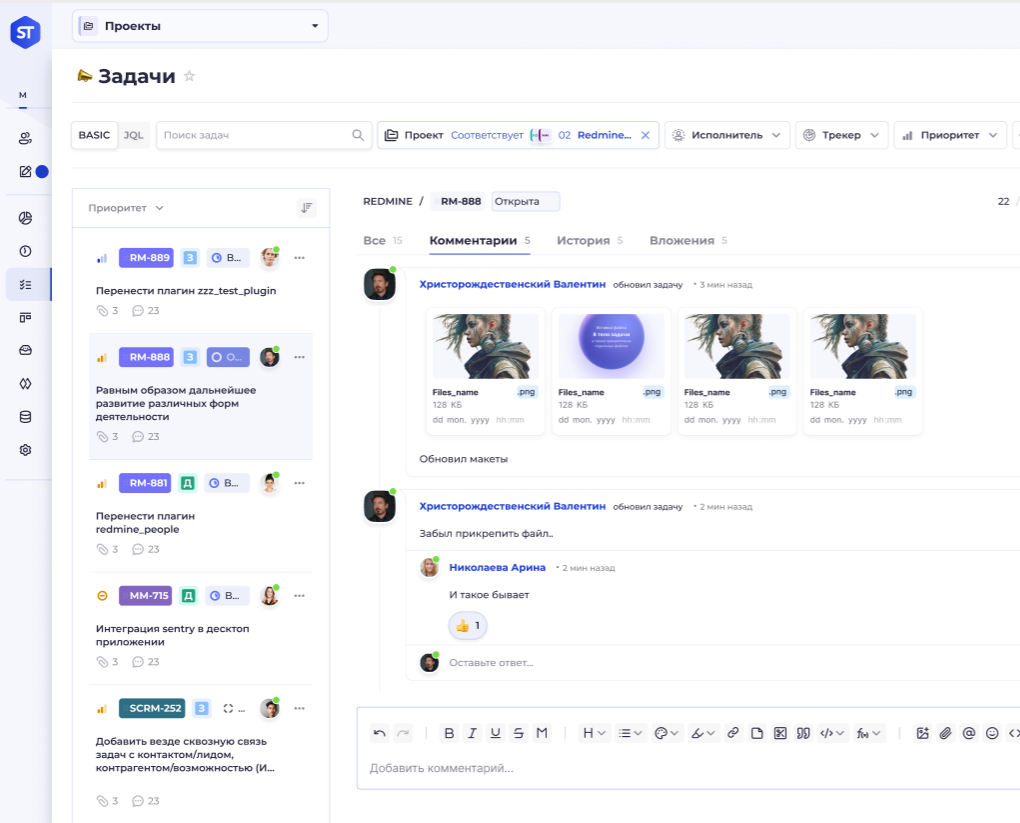 ST
Проекты
Задачи
М
BASIC JQL Поиск задач Проект Соответствует 02 Redmine... Исполнитель Трекер Приоритет
Приоритет
RM-889 З В...
Перенести плагин zzz_test_plugin
3 23
RM-888 З О...
Равным образом дальнейшее
развитие различных форм
деятельности
3 23
RM-881 Д В...
Перенести плагин
redmine_people
3 23
MM-715 Д В...
Интеграция sentry в десктоп
приложении
3 23
SCRM-252 З ...
Добавить везде сквозную связь
задач с контактом/лидом,
контрагентом/возможностью (И...
3 23
REDMINE / RM-888 Открыта 22 /
Все 15 Комментарии 5 История 5 Вложения 5
Христорождественский Валентин обновил задачу • 3 мин назад
В тело задачи
Files_name .png Files_name .png Files_name .png Files_name .png
128 КБ 128 КБ 128 КБ 128 КБ
dd mon. yyyy hh:mm dd mon. yyyy hh:mm dd mon. yyyy hh:mm dd mon. yyyy hh:mm
Обновил макеты
Христорождественский Валентин обновил задачу • 2 мин назад
Забыл прикрепить файл..
Николаева Арина • 2 мин назад
И такое бывает
👍 1
Оставьте ответ...
B I U S M H
Добавить комментарий...